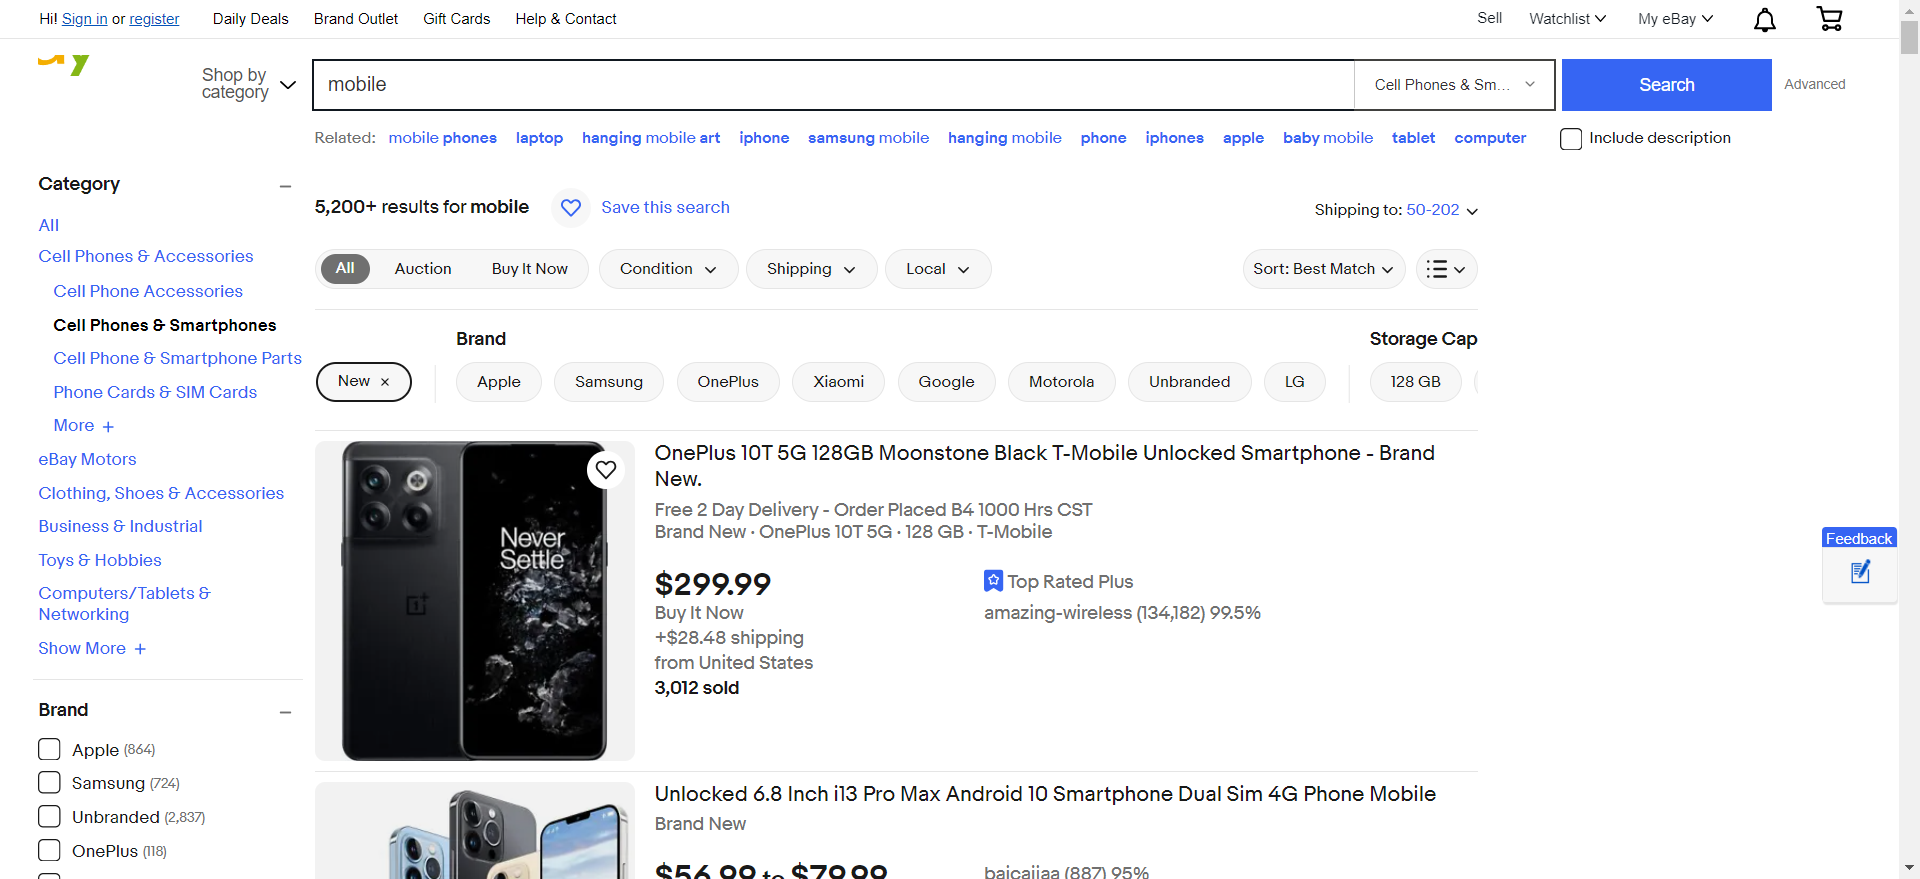 Hi! Sign in or register
Daily Deals
Brand Outlet
Gift Cards
Help & Contact
Sell
Watchlist
My eBay
Shop by
category
mobile
Cell Phones & Sm...
Search
Advanced
Related: mobile phones laptop hanging mobile art iphone samsung mobile hanging mobile phone iphones apple baby mobile tablet computer
Include description
Category
All
Cell Phones & Accessories
Cell Phone Accessories
Cell Phones & Smartphones
Cell Phone & Smartphone Parts
Phone Cards & SIM Cards
More +
eBay Motors
Clothing, Shoes & Accessories
Business & Industrial
Toys & Hobbies
Computers/Tablets &
Networking
Show More +
Brand
Apple (864)
Samsung (724)
Unbranded (2,837)
OnePlus (118)
5,200+ results for mobile
Save this search
Shipping to: 50-202
All
Auction
Buy It Now
Condition
Shipping
Local
Sort: Best Match
Brand
Storage Cap
New ×
Apple
Samsung
OnePlus
Xiaomi
Google
Motorola
Unbranded
LG
128 GB
Never
Settle
OnePlus 10T 5G 128GB Moonstone Black T-Mobile Unlocked Smartphone - Brand
New.
Free 2 Day Delivery - Order Placed B4 1000 Hrs CST
Brand New · OnePlus 10T 5G · 128 GB · T-Mobile
$299.99
Buy It Now
+$28.48 shipping
from United States
3,012 sold
Top Rated Plus
amazing-wireless (134,182) 99.5%
Unlocked 6.8 Inch i13 Pro Max Android 10 Smartphone Dual Sim 4G Phone Mobile
Brand New
$56.99 to $79.99
baicaijaa (887) 95%
Feedback